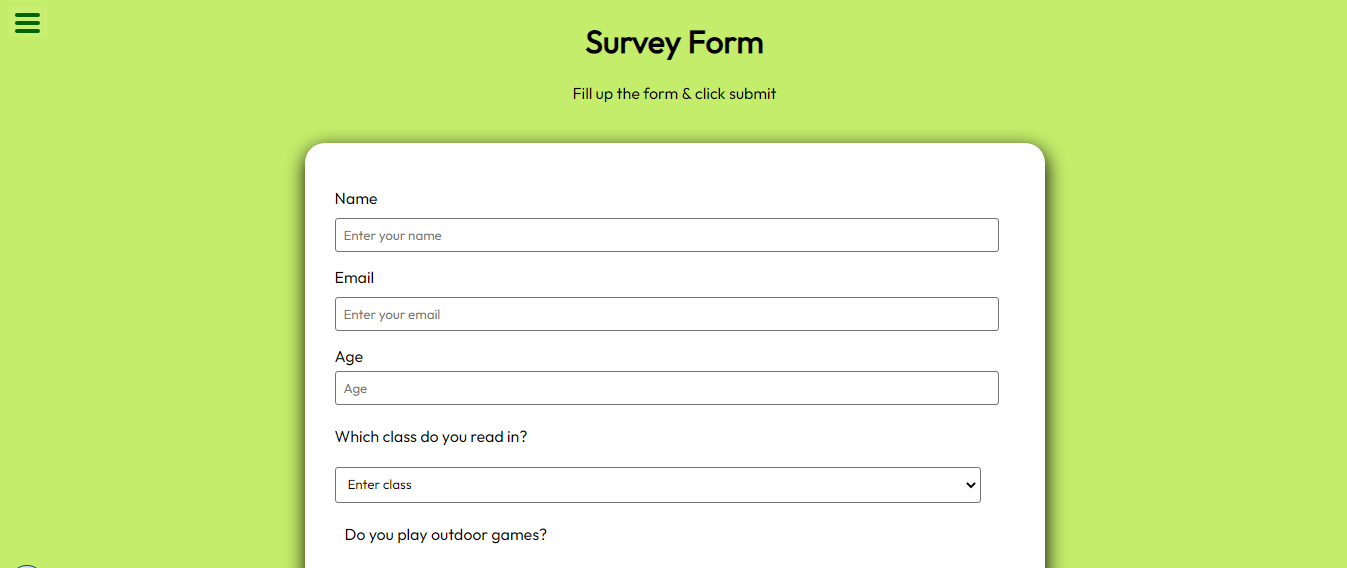 Survey Form
Fill up the form & click submit
Name
Enter your name
Email
Enter your email
Age
Age
Which class do you read in?
Enter class
Do you play outdoor games?